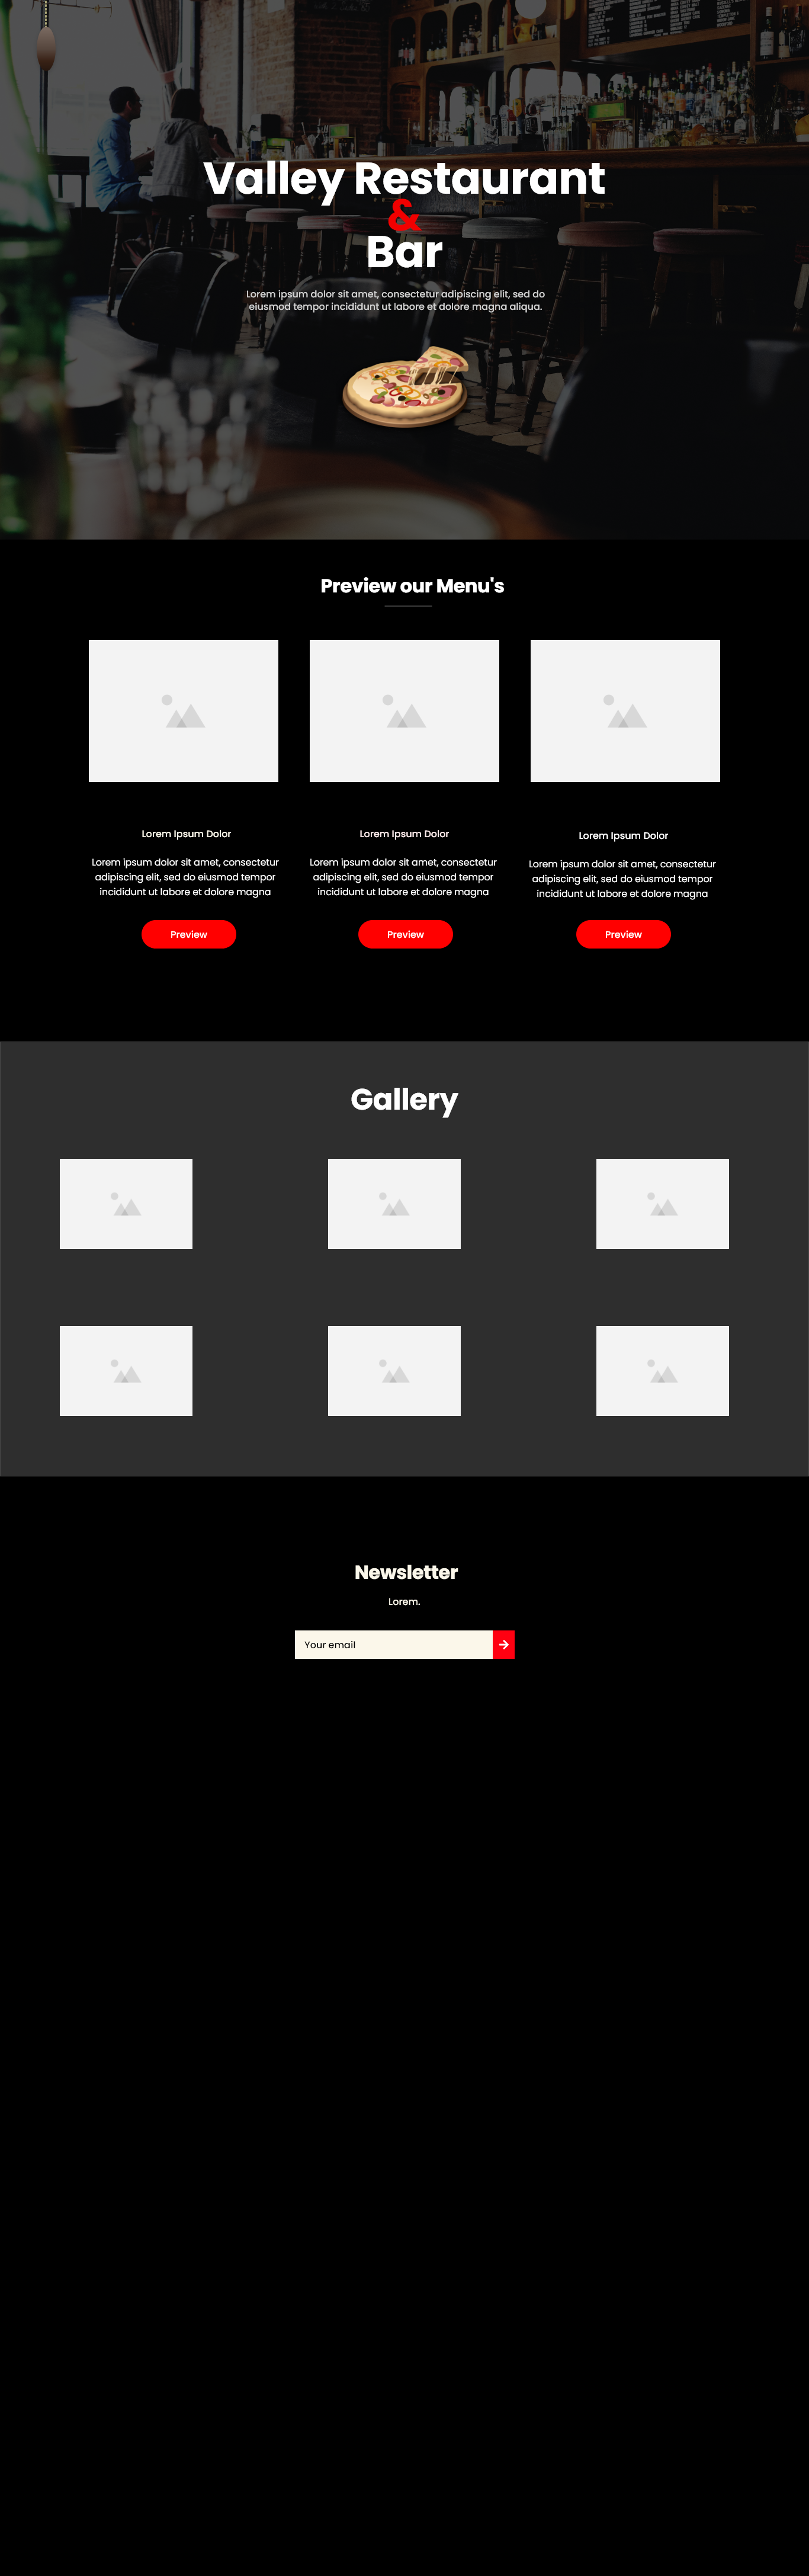 Valley Restaurant
&
Bar
Lorem ipsum dolor sit amet, consectetur adipiscing elit, sed do
eiusmod tempor incididunt ut labore et dolore magna aliqua.
Preview our Menu's
Lorem Ipsum Dolor
Lorem ipsum dolor sit amet, consectetur
adipiscing elit, sed do eiusmod tempor
incididunt ut labore et dolore magna
Preview
Lorem Ipsum Dolor
Lorem ipsum dolor sit amet, consectetur
adipiscing elit, sed do eiusmod tempor
incididunt ut labore et dolore magna
Preview
Lorem Ipsum Dolor
Lorem ipsum dolor sit amet, consectetur
adipiscing elit, sed do eiusmod tempor
incididunt ut labore et dolore magna
Preview
Gallery
Newsletter
Lorem.
Your email